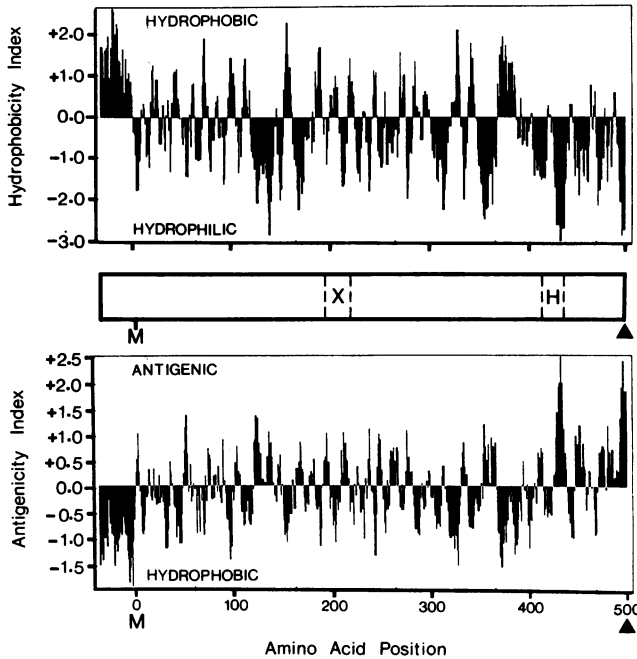 HYDROPHOBIC
+2.0
+1.0
0.0
-1.0
-2.0
-3.0
Hydrophobicity Index
HYDROPHILIC
X
H
M
ANTIGENIC
+2.5
+2.0
+1.5
+1.0
+0.5
0.0
-0.5
-1.0
-1.5
Antigenicity Index
HYDROPHOBIC
0
100
200
300
400
500
M
Amino Acid Position